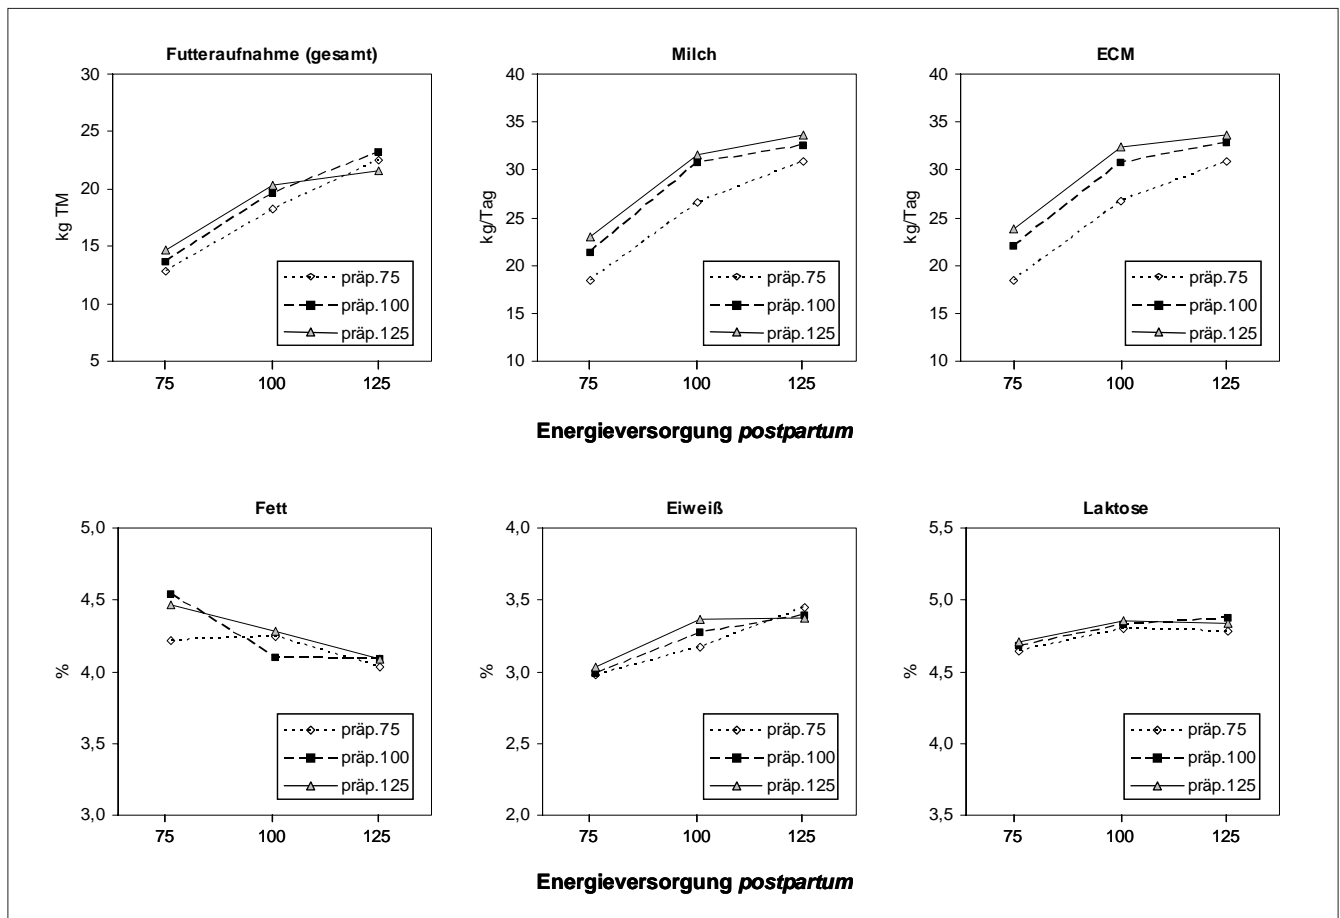 Futteraufnahme (gesamt)
30
25
20
15
10
5
kg TM
75 100 125
präp.75
präp.100
präp.125
Milch
40
35
30
25
20
15
10
kg/Tag
75 100 125
präp.75
präp.100
präp.125
ECM
40
35
30
25
20
15
10
kg/Tag
75 100 125
präp.75
präp.100
präp.125
Energieversorgung postpartum
Fett
5,0
4,5
4,0
3,5
3,0
%
75 100 125
präp.75
präp.100
präp.125
Eiweiß
4,0
3,5
3,0
2,5
2,0
%
75 100 125
präp.75
präp.100
präp.125
Laktose
5,5
5,0
4,5
4,0
3,5
%
75 100 125
präp.75
präp.100
präp.125
Energieversorgung postpartum